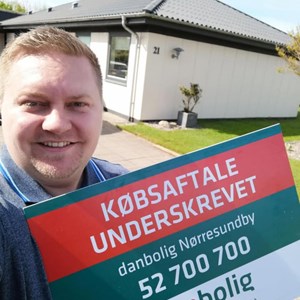 21
KØBSAFTALE
UNDERSKREVET
danbolig Nørresundby
52 700 700
danbolig